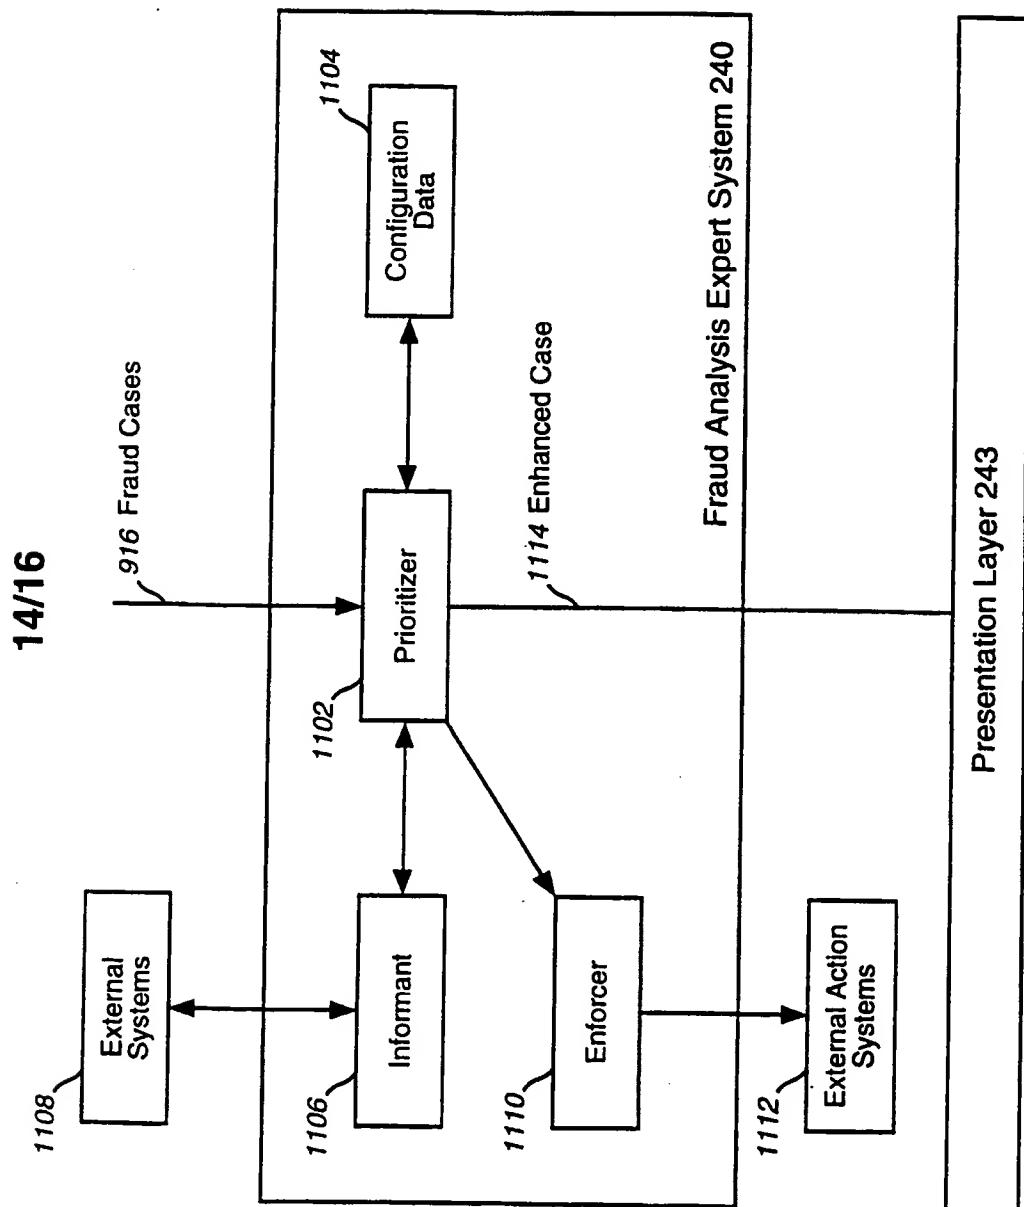 14/16
916 Fraud Cases
1108
External
Systems
1106
Informant
1102
Prioritizer
1104
Configuration
Data
1110
Enforcer
1114 Enhanced Case
Fraud Analysis Expert System 240
1112
External Action
Systems
Presentation Layer 243